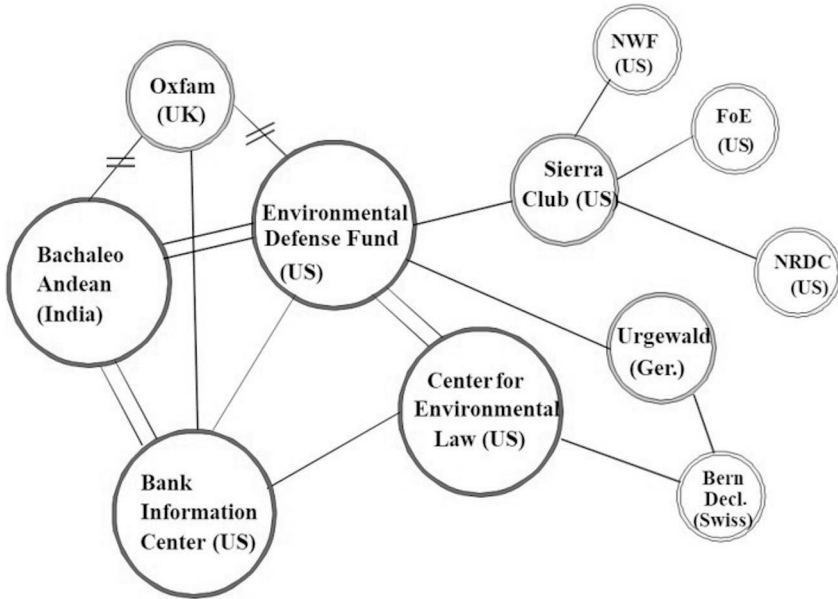 Oxfam
(UK)
NWF
(US)
FoE
(US)
Sierra
Club (US)
NRDC
(US)
Environmental
Defense Fund
(US)
Bachaleo
Andean
(India)
Urgewald
(Ger.)
Center for
Environmental
Law (US)
Bank
Information
Center (US)
Bern
Decl.
(Swiss)